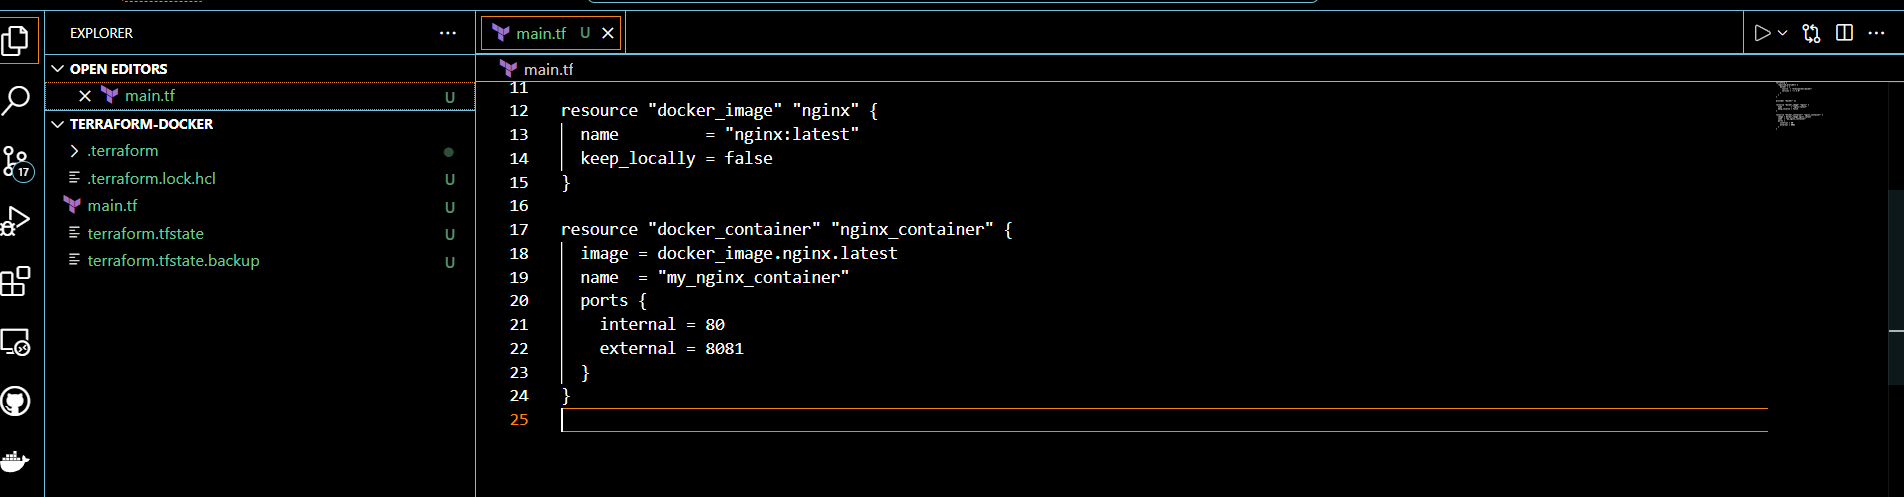 EXPLORER
···
OPEN EDITORS
main.tf
U
TERRAFORM-DOCKER
.terraform
.terraform.lock.hcl
U
main.tf
U
terraform.tfstate
U
terraform.tfstate.backup
U
17
main.tf U
···
main.tf
11
12 resource "docker_image" "nginx" {
13 name = "nginx:latest"
14 keep_locally = false
15 }
16
17 resource "docker_container" "nginx_container" {
18 image = docker_image.nginx.latest
19 name = "my_nginx_container"
20 ports {
21 internal = 80
22 external = 8081
23 }
24 }
25